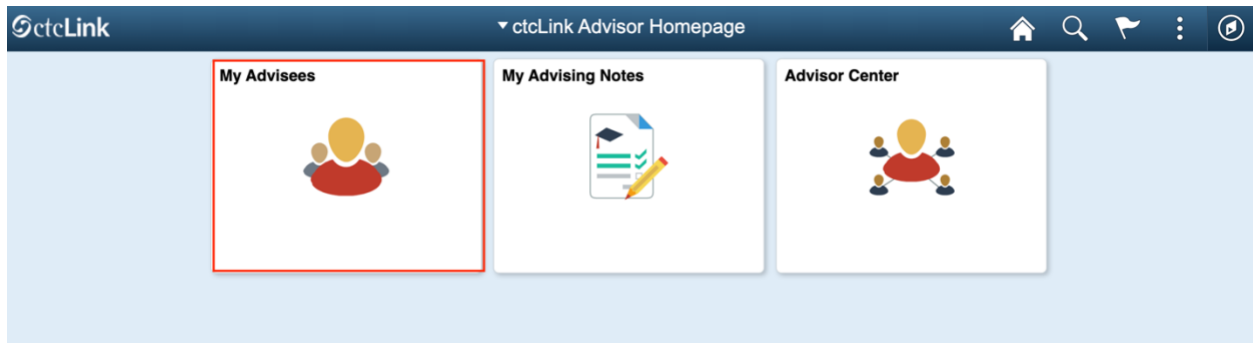 ctcLink
ctcLink Advisor Homepage
My Advisees
My Advising Notes
Advisor Center